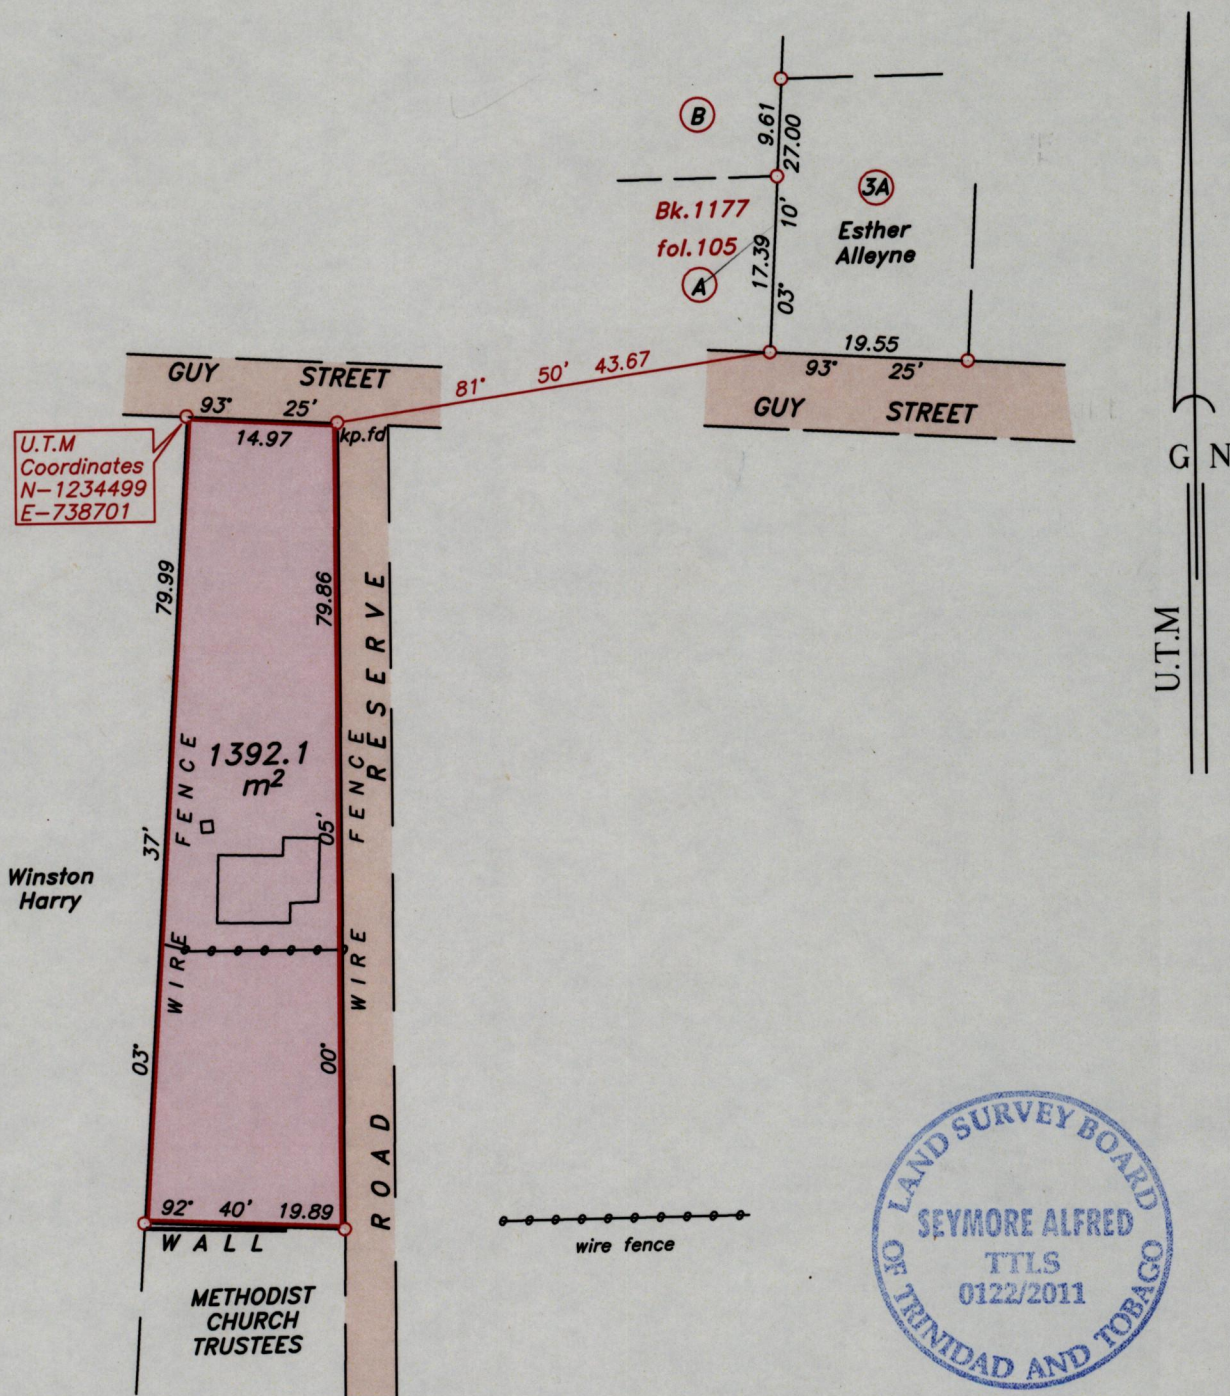 B
9.61
27.00
3A
Bk.1177
fol.105
A
10'
17.39
03°
Esther
Alleyne
19.55
93° 25'
GUY STREET
GUY STREET
81° 50' 43.67
93° 25'
14.97
kp.fd
U.T.M
Coordinates
N-1234499
E-738701
G N
U.T.M
79.99
37'
03°
79.86
05'
00°
WIRE FENCE
WIRE FENCE
ROAD RESERVE
1392.1
m²
Winston
Harry
92° 40' 19.89
WALL
METHODIST
CHURCH
TRUSTEES
wire fence
LAND SURVEY BOARD
SEYMORE ALFRED
TTLS
0122/2011
OF TRINIDAD AND TOBAGO